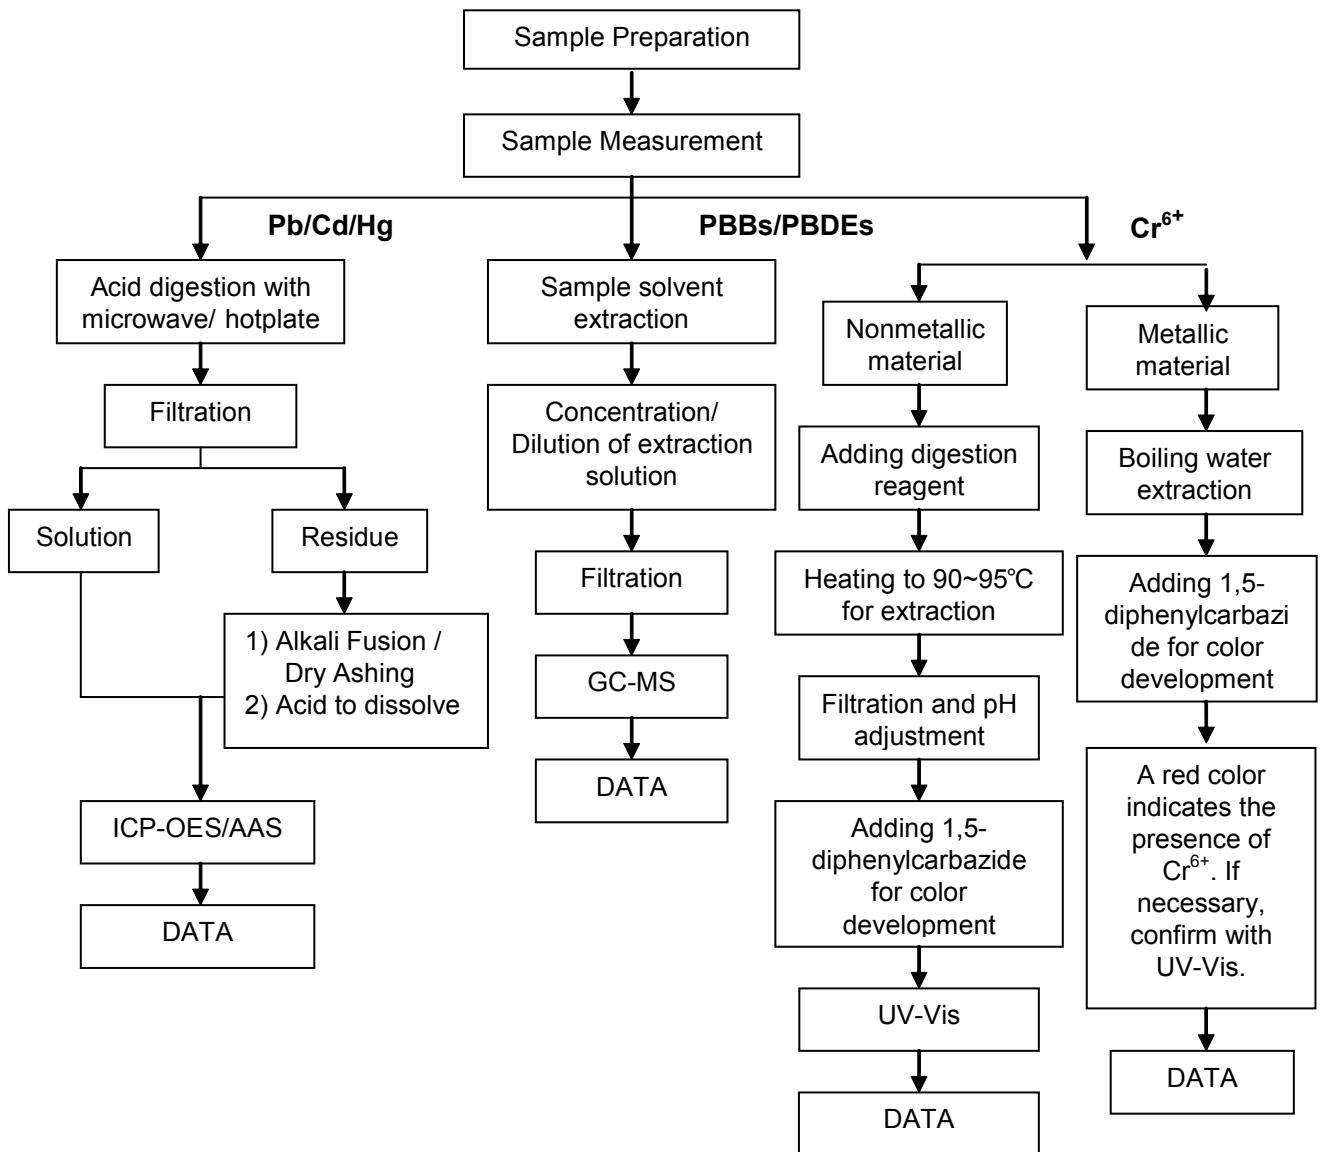 Sample Preparation
Sample Measurement
Pb/Cd/Hg
PBBs/PBDEs
Cr⁶⁺
Acid digestion with
microwave/ hotplate
Filtration
Solution
Residue
1) Alkali Fusion /
Dry Ashing
2) Acid to dissolve
ICP-OES/AAS
DATA
Sample solvent
extraction
Concentration/
Dilution of extraction
solution
Filtration
GC-MS
DATA
Nonmetallic
material
Adding digestion
reagent
Heating to 90~95℃
for extraction
Filtration and pH
adjustment
Adding 1,5-
diphenylcarbazide
for color
development
UV-Vis
DATA
Metallic
material
Boiling water
extraction
Adding 1,5-
diphenylcarbazi
de for color
development
A red color
indicates the
presence of
Cr⁶⁺. If
necessary,
confirm with
UV-Vis.
DATA